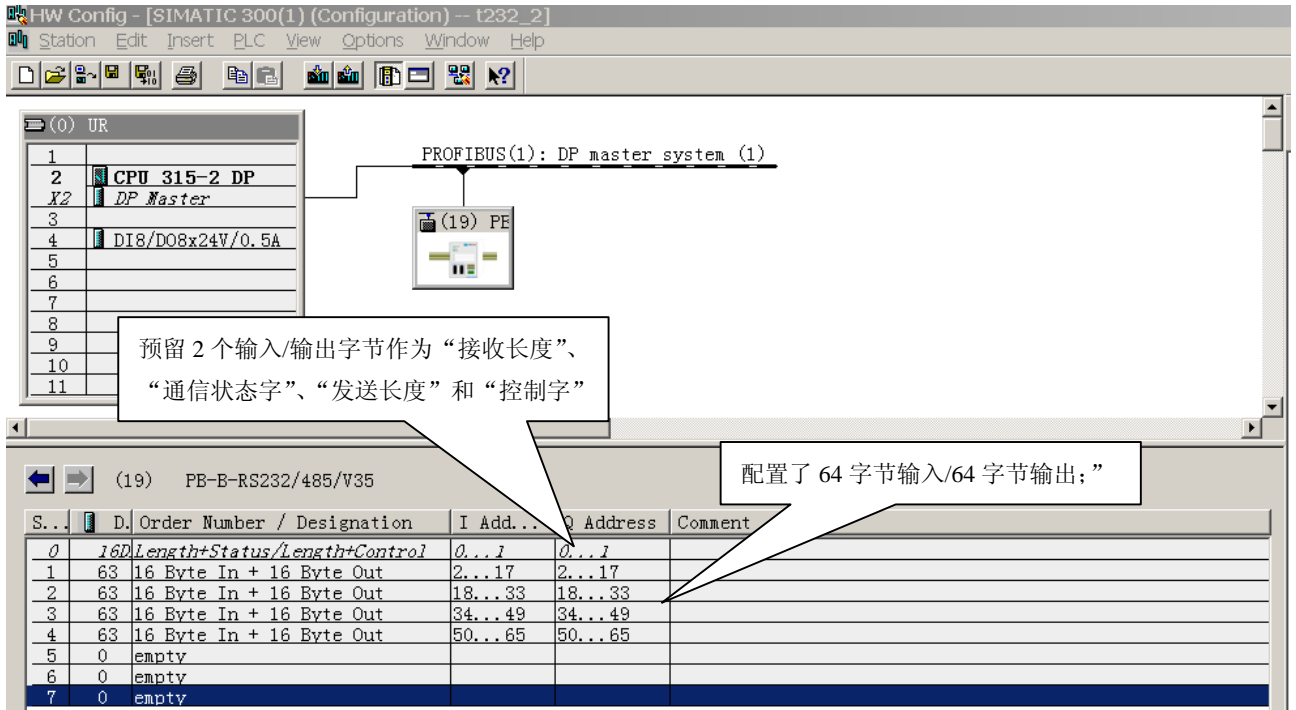 HW Config - [SIMATIC 300(1) (Configuration) -- t232_2]
Station Edit Insert PLC View Options Window Help
(0) UR
1
2 CPU 315-2 DP
X2 DP Master
3
4 DI8/DO8x24V/0.5A
5
6
7
8
9
10
11
PROFIBUS(1): DP master system (1)
(19) PB
预留 2 个输入/输出字节作为“接收长度”、
“通信状态字”、“发送长度” 和“控制字”
配置了 64 字节输入/64 字节输出；”
(19) PB-B-RS232/485/V35
S... D. Order Number / Designation I Add... Q Address Comment
0 16D Length+Status/Length+Control 0...1 0...1
1 63 16 Byte In + 16 Byte Out 2...17 2...17
2 63 16 Byte In + 16 Byte Out 18...33 18...33
3 63 16 Byte In + 16 Byte Out 34...49 34...49
4 63 16 Byte In + 16 Byte Out 50...65 50...65
5 0 empty
6 0 empty
7 0 empty